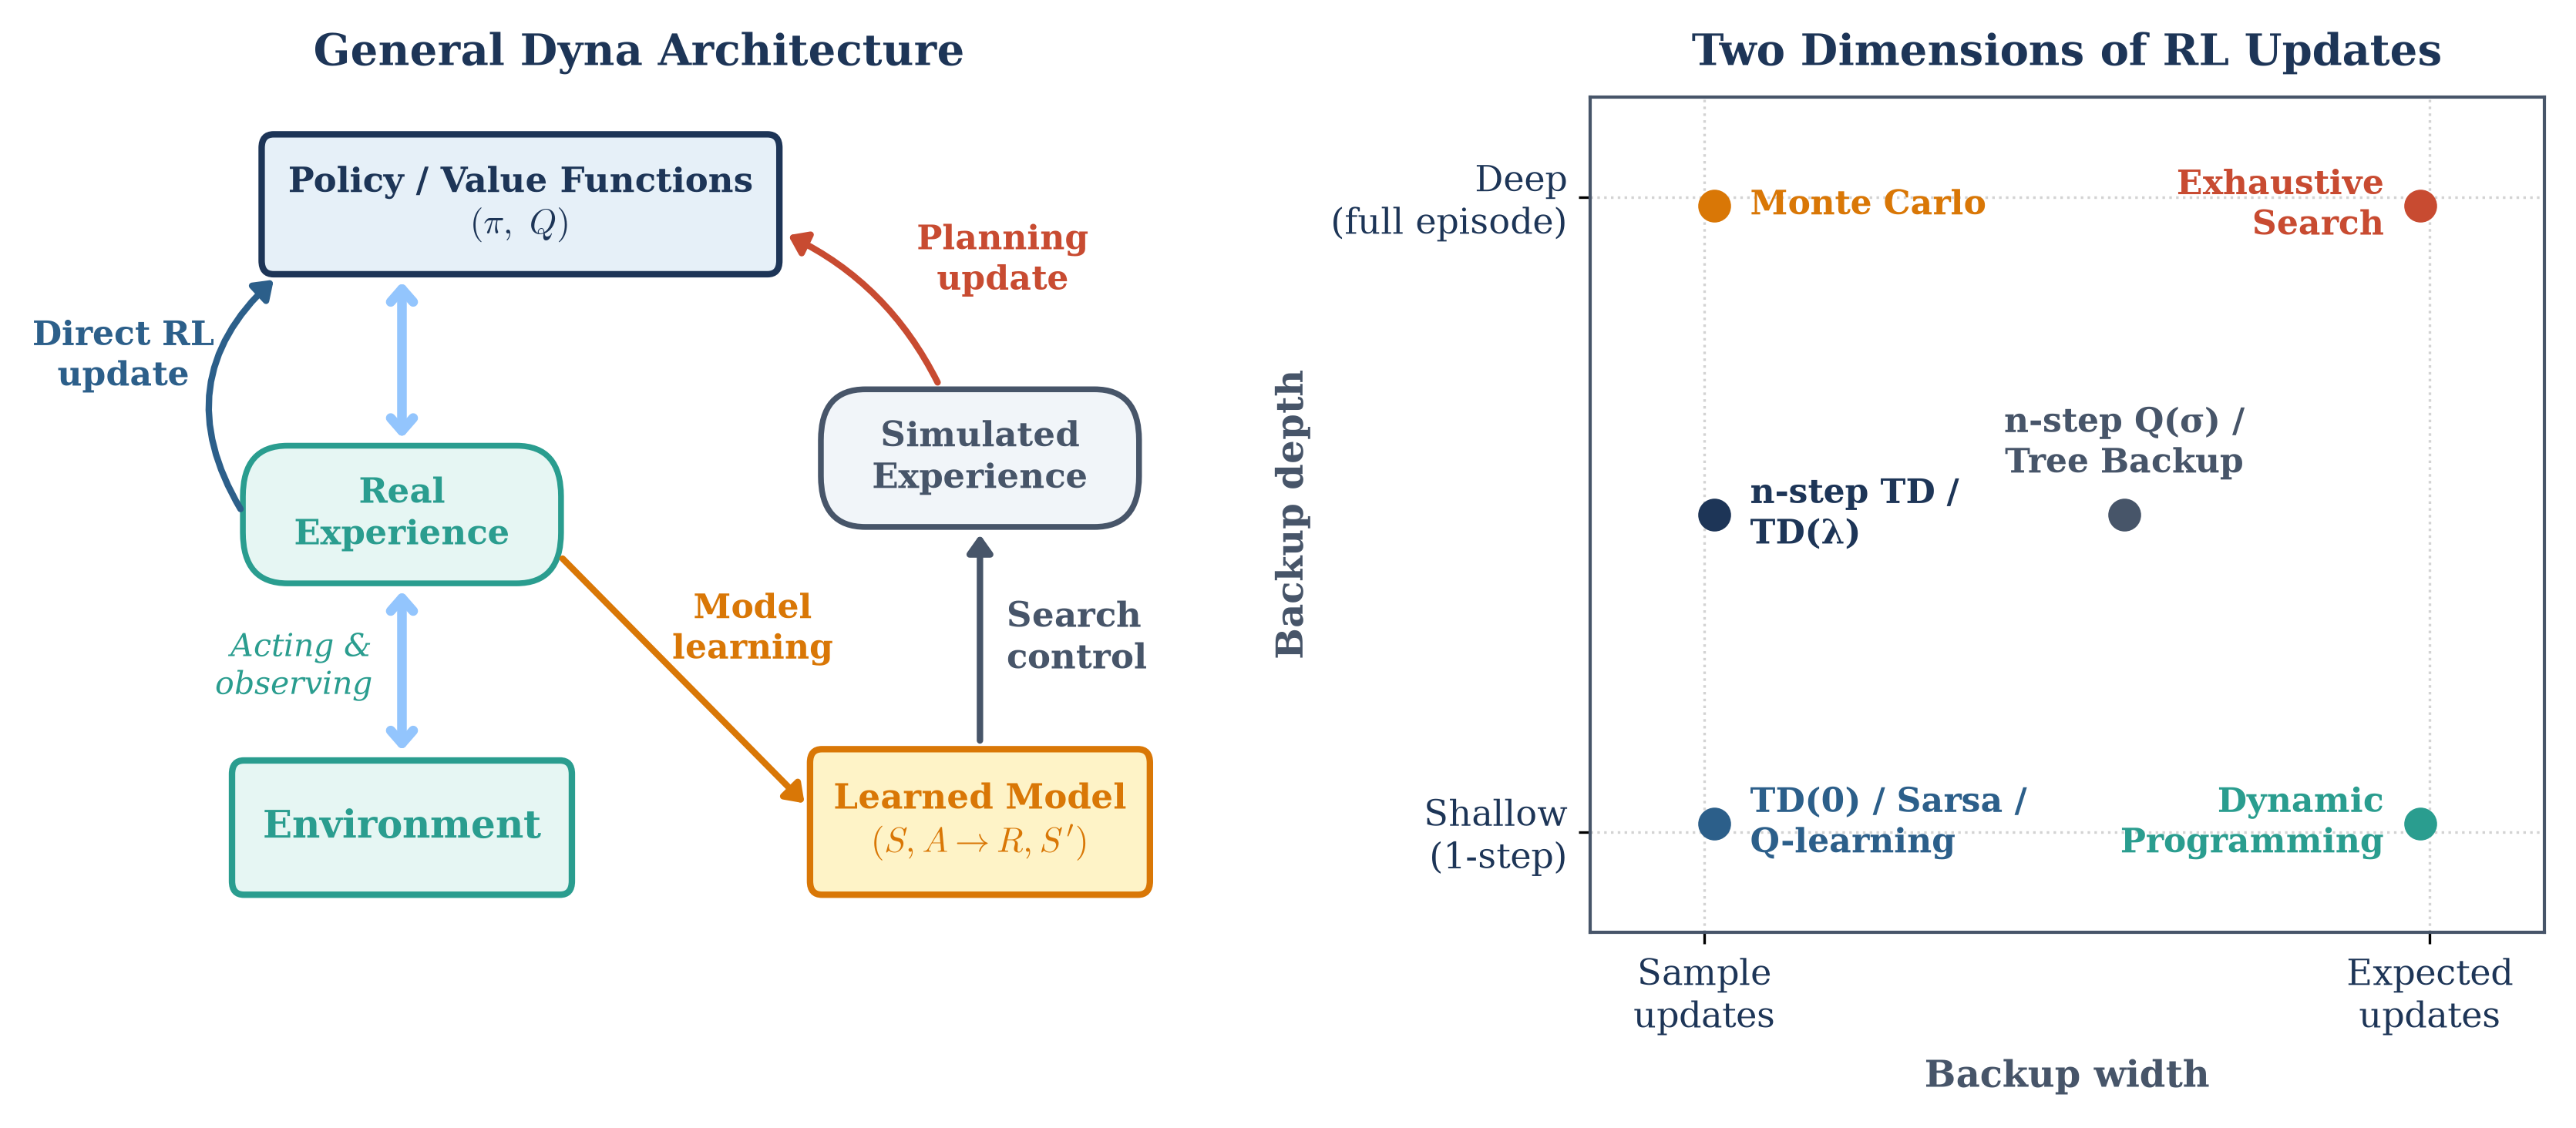 General Dyna Architecture
Policy / Value Functions
(π, Q)
Planning
update
Direct RL
update
Simulated
Experience
Real
Experience
Model
learning
Search
control
Acting &
observing
Learned Model
(S, A → R, S′)
Environment
Two Dimensions of RL Updates
Deep
(full episode)
Monte Carlo
Exhaustive
Search
n-step Q(σ) /
Tree Backup
n-step TD /
TD(λ)
Backup depth
Shallow
(1-step)
TD(0) / Sarsa /
Q-learning
Dynamic
Programming
Sample
updates
Expected
updates
Backup width